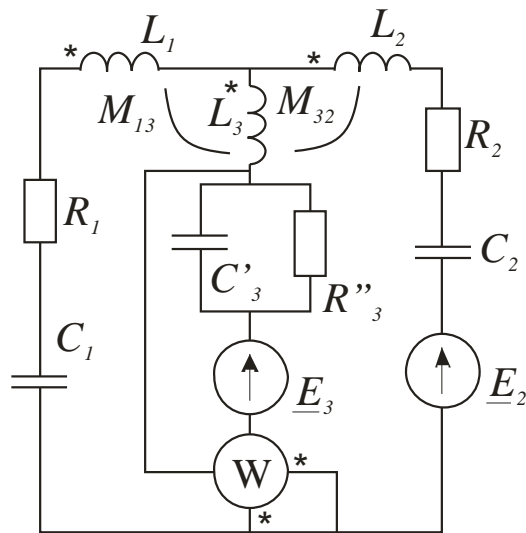 * L₁ * L₂
M₁₃ * L₃ M₃₂
R₁ R₂
C'₃ R''₃ C₂
C₁ E₃ E₂
W *
*